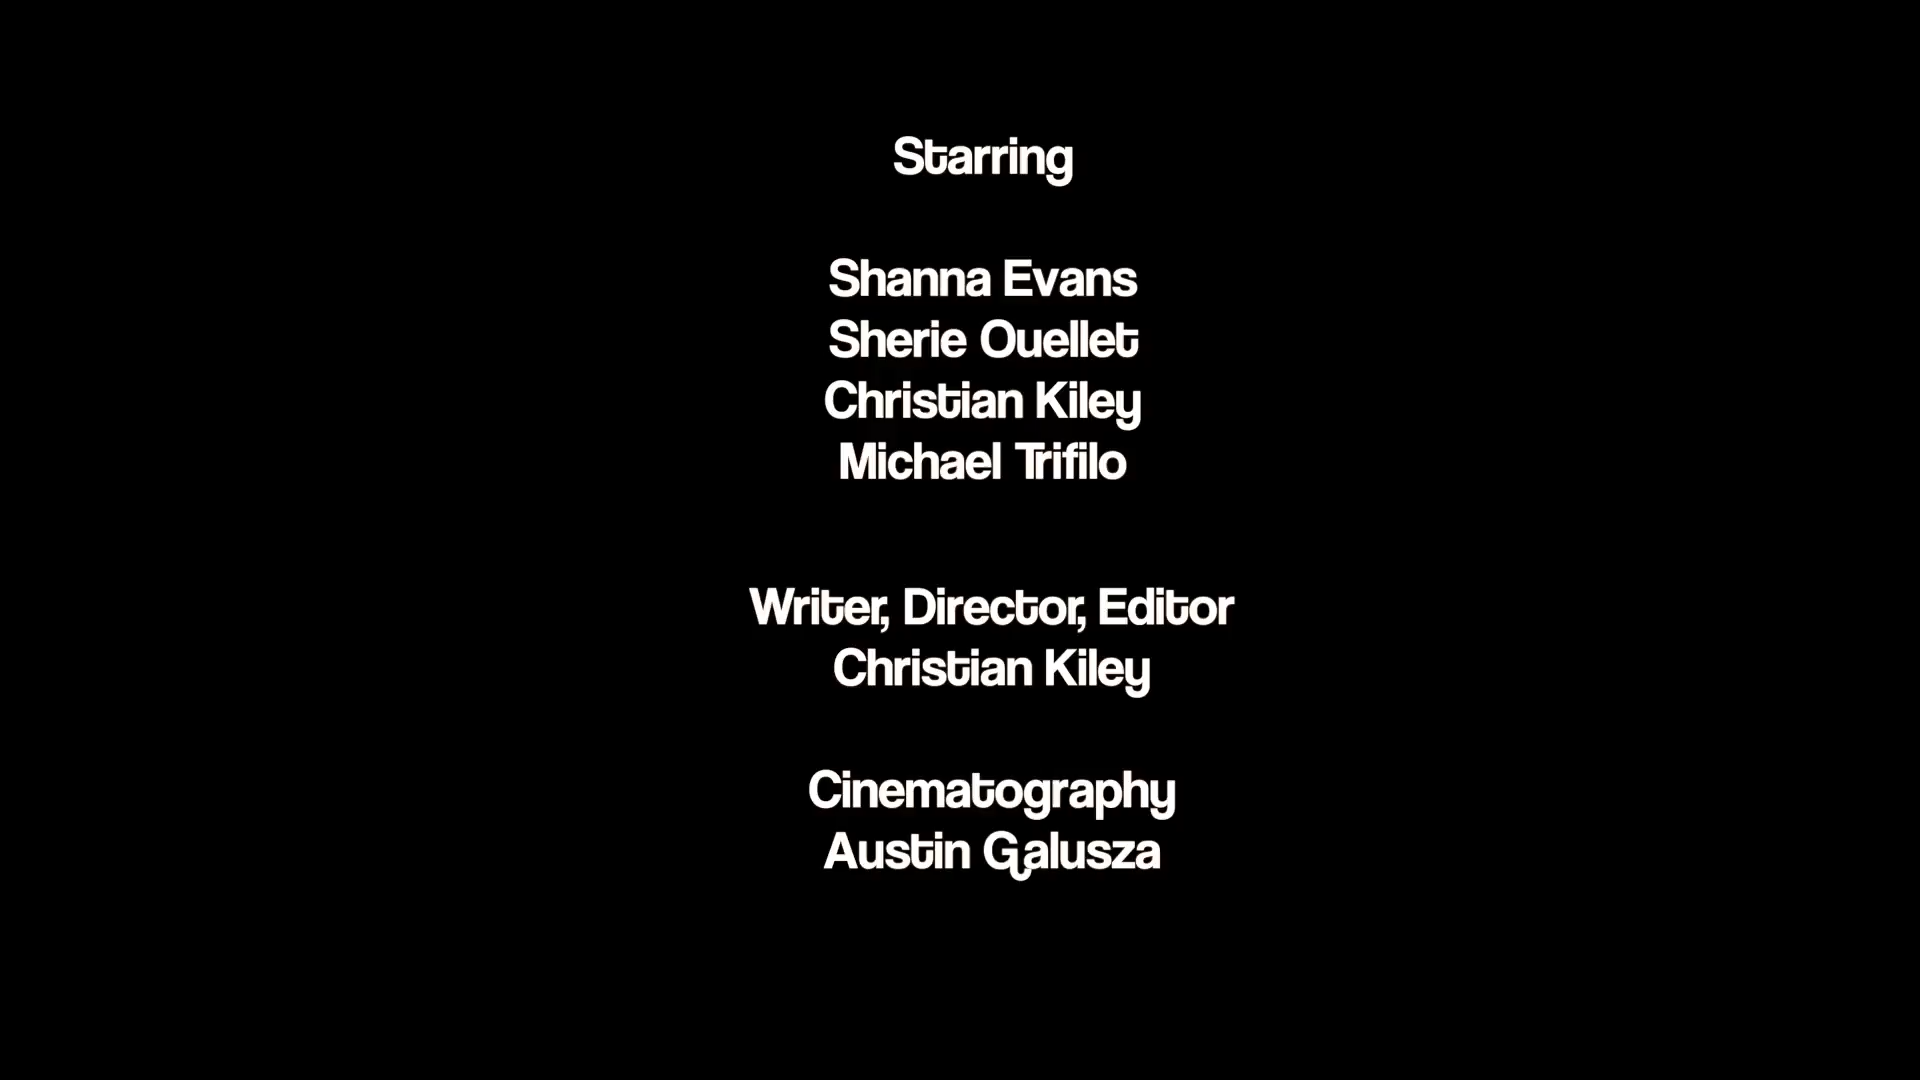 Starring
Shanna Evans
Sherie Ouellet
Christian Kiley
Michael Trifilo
Writer, Director, Editor
Christian Kiley
Cinematography
Austin Galusza